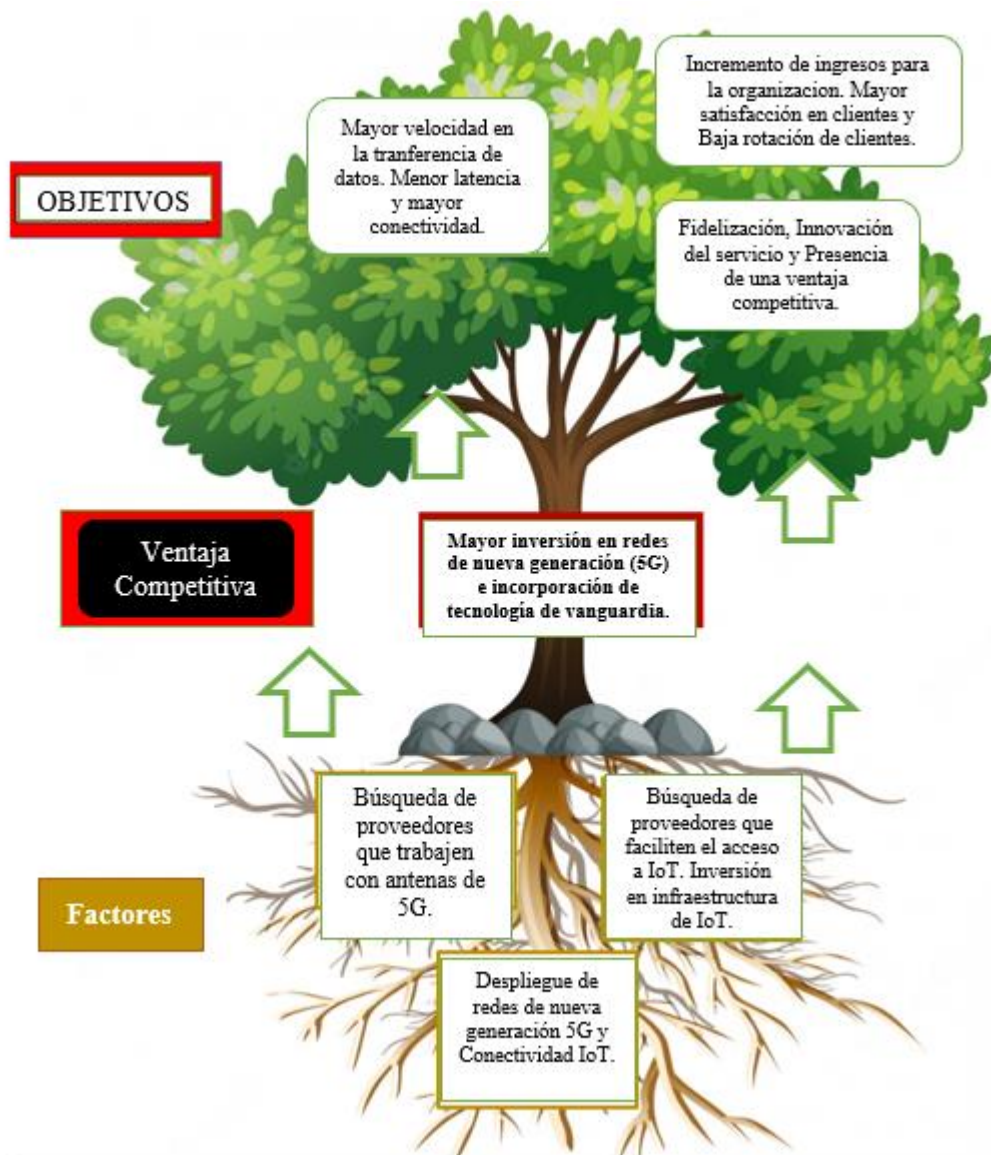 Incremento de ingresos para
la organizacion. Mayor
satisfacción en clientes y
Baja rotación de clientes.
Mayor velocidad en
la tranferencia de
datos. Menor latencia
y mayor
conectividad.
OBJETIVOS
Fidelización, Innovación
del servicio y Presencia
de una ventaja
competitiva.
Ventaja
Competitiva
Mayor inversión en redes
de nueva generación (5G)
e incorporación de
tecnología de vanguardia.
Búsqueda de
proveedores
que trabajen
con antenas de
5G.
Búsqueda de
proveedores que
faciliten el acceso
a IoT. Inversión
en infraestructura
de IoT.
Factores
Despliegue de
redes de nueva
generación 5G y
Conectividad IoT.